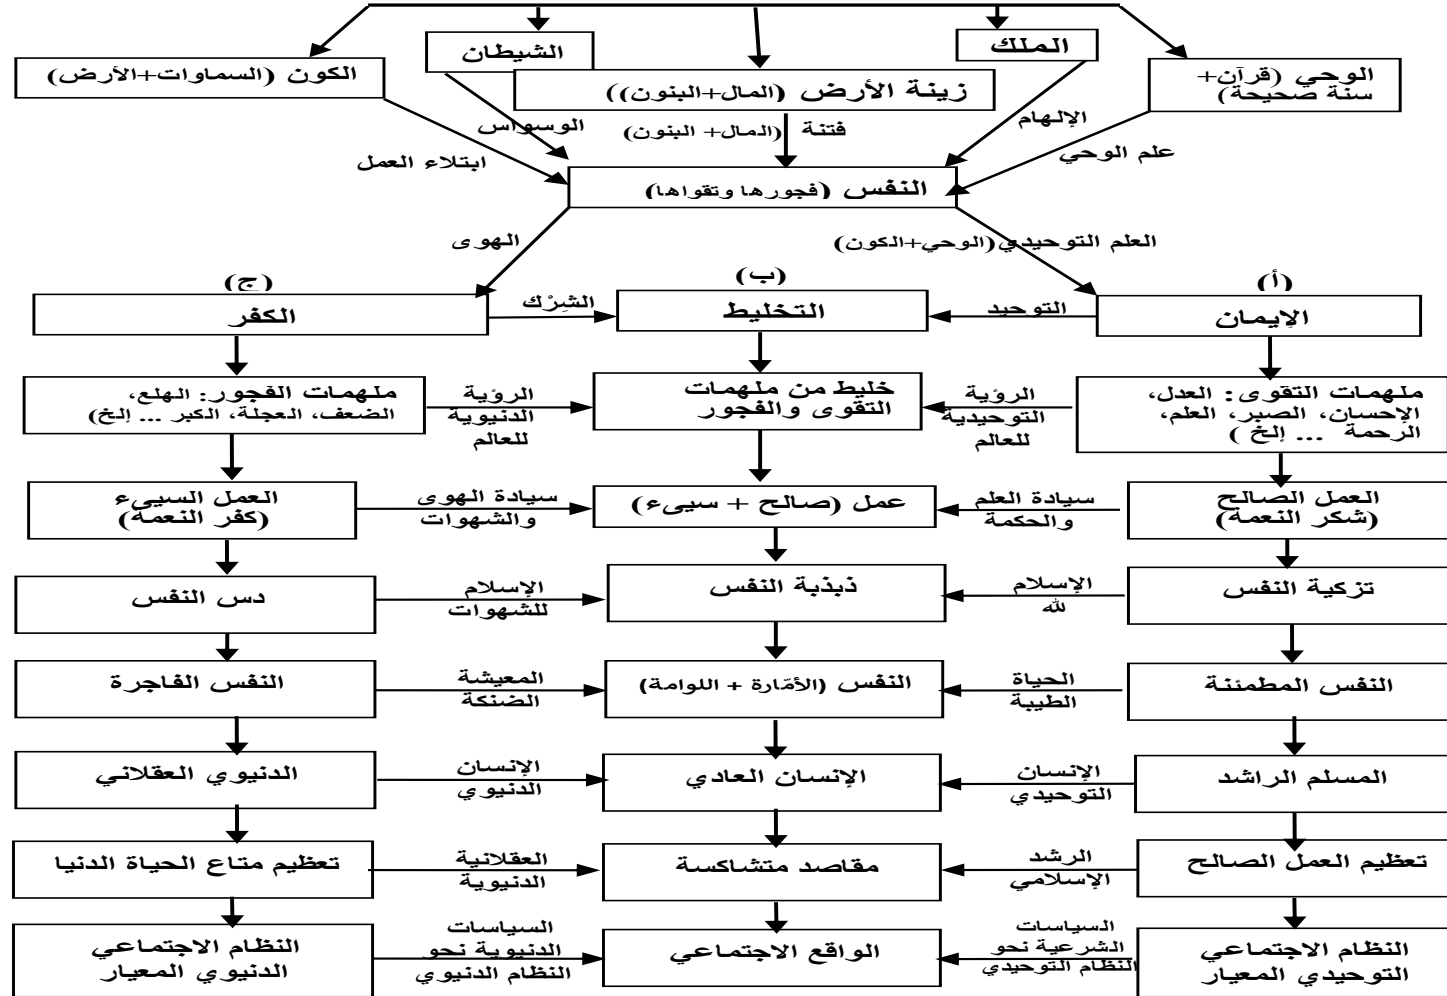 الملك
الشيطان
الوحي (قرآن+
سنة صحيحة)
زينة الأرض (المال+البنون))
الكون (السماوات+الأرض)
الإلهام
فتنة (المال+ البنون)
الوسواس
علم الوحي
ابتلاء العمل
النفس (فجورها وتقواها)
العلم التوحيدي(الوحي+الكون)
الهوى
(أ)
(ب)
(ج)
الإيمان
التوحيد
التخليط
الشِرْك
الكفر
ملهمات التقوى: العدل،
الإحسان، الصبر، العلم،
الرحمة ... إلخ )
الرؤية
التوحيدية
للعالم
خليط من ملهمات
التقوى والفجور
الرؤية
الدنيوية
للعالم
ملهمات الفجور: الهلع،
الضعف، العجلة، الكبر ... إلخ)
العمل الصالح
(شكر النعمة)
سيادة العلم
والحكمة
عمل (صالح + سييء)
سيادة الهوى
والشهوات
العمل السييء
(كفر النعمة)
تزكية النفس
الإسلام
لله
ذبذبة النفس
الإسلام
للشهوات
دس النفس
النفس المطمئنة
الحياة
الطيبة
النفس (الأمّارة + اللوامة)
المعيشة
الضنكة
النفس الفاجرة
المسلم الراشد
الإنسان
التوحيدي
الإنسان العادي
الإنسان
الدنيوي
الدنيوي العقلاني
تعظيم العمل الصالح
الرشد
الإسلامي
مقاصد متشاكسة
العقلانية
الدنيوية
تعظيم متاع الحياة الدنيا
النظام الاجتماعي
التوحيدي المعيار
السياسات
الشرعية نحو
النظام التوحيدي
الواقع الاجتماعي
السياسات
الدنيوية نحو
النظام الدنيوي
النظام الاجتماعي
الدنيوي المعيار